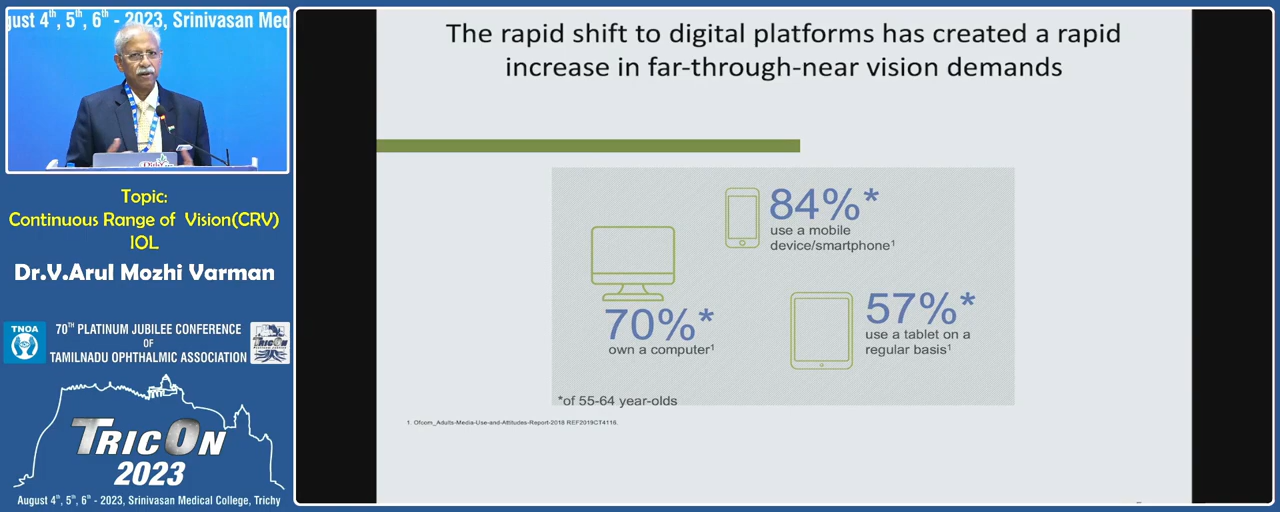 gust 4th, 5th, 6th - 2023, Srinivasan Med
Topic:
Continuous Range of Vision(CRV)
IOL
Dr.V.Arul Mozhi Varman
TNOA
70TH PLATINUM JUBILEE CONFERENCE
OF
TAMILNADU OPHTHALMIC ASSOCIATION
TRICON
TRICON
2023
August 4th, 5th, 6th - 2023, Srinivasan Medical College, Trichy
The rapid shift to digital platforms has created a rapid
increase in far-through-near vision demands
84%*
use a mobile
device/smartphone1
70%*
own a computer1
57%*
use a tablet on a
regular basis1
*of 55-64 year-olds
1. Ofcom_Adults-Media-Use-and-Attitudes-Report-2018 REF2019CT4116.